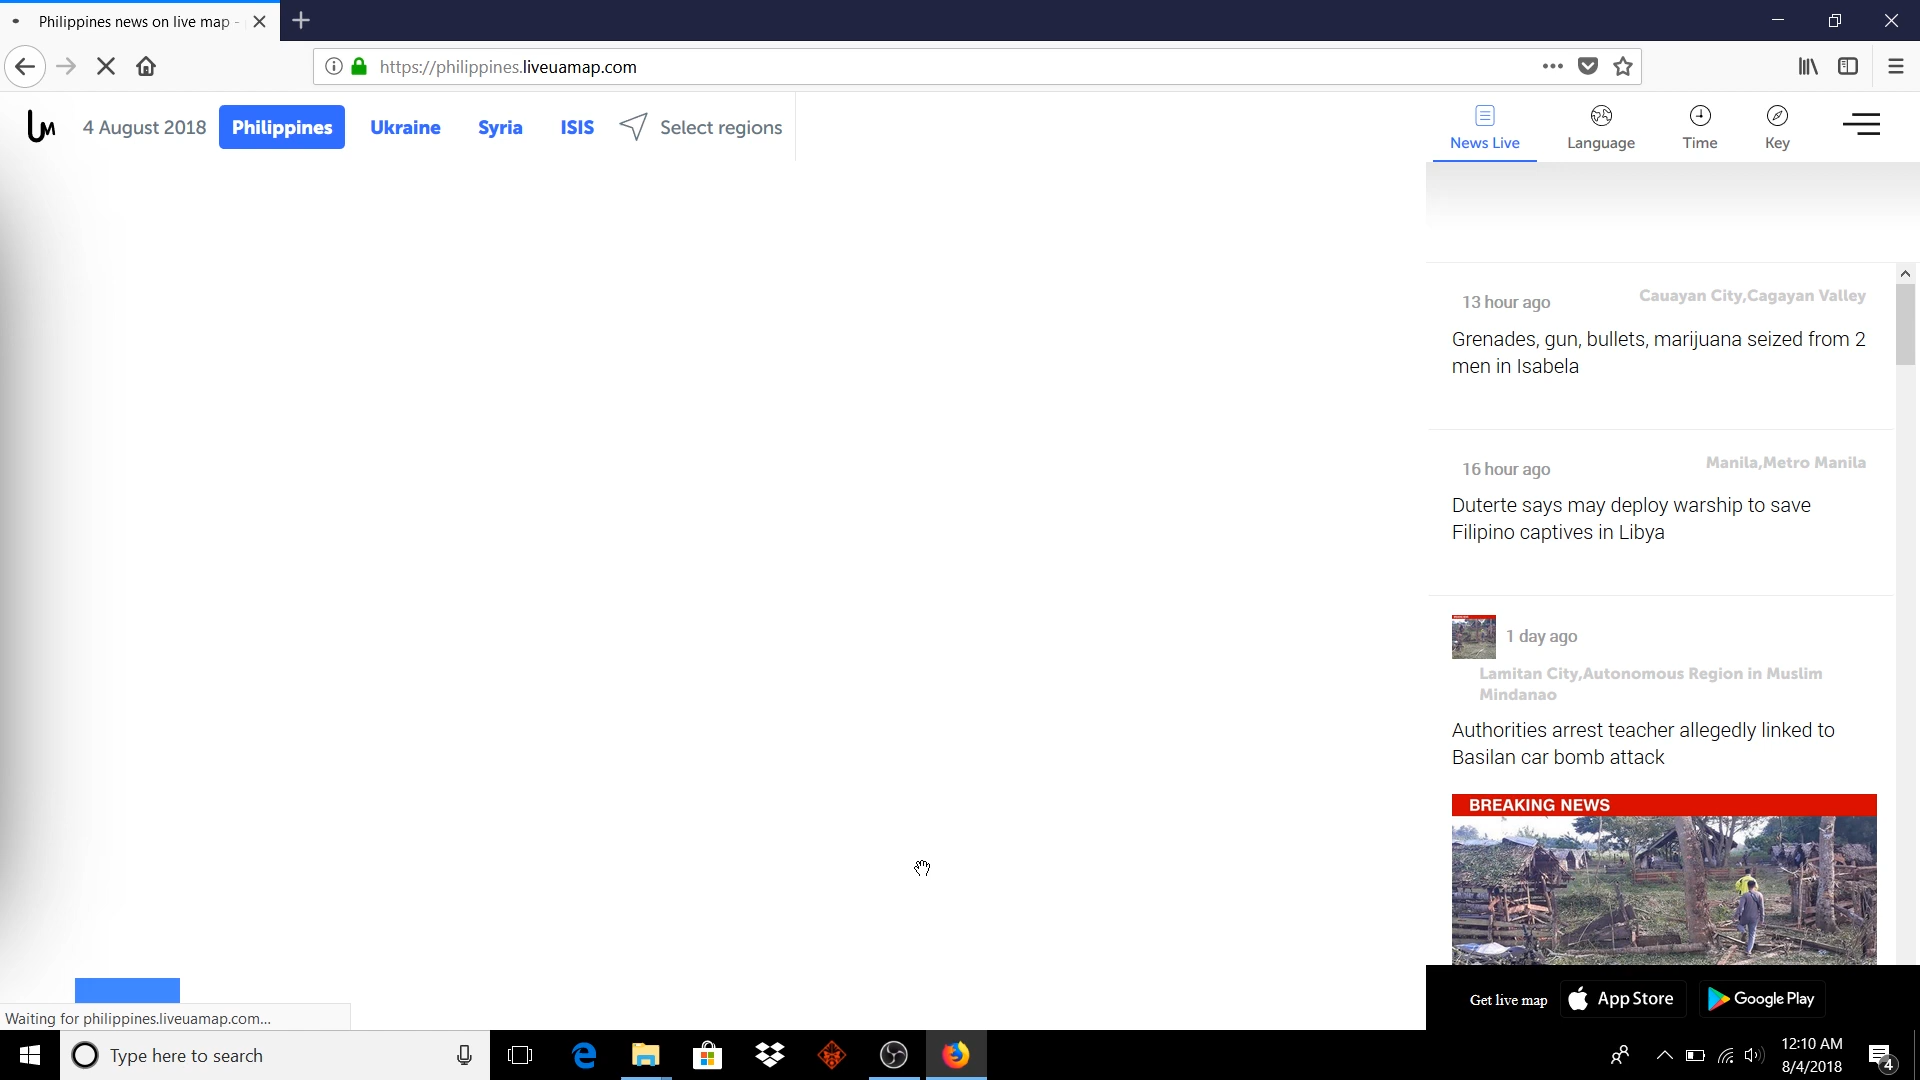 Philippines news on live map -
https://philippines.liveuamap.com
4 August 2018
Philippines
Ukraine
Syria
ISIS
Select regions
News Live
Language
Time
Key
13 hour ago
Cauayan City,Cagayan Valley
Grenades, gun, bullets, marijuana seized from 2
men in Isabela
16 hour ago
Manila,Metro Manila
Duterte says may deploy warship to save
Filipino captives in Libya
1 day ago
Lamitan City,Autonomous Region in Muslim
Mindanao
Authorities arrest teacher allegedly linked to
Basilan car bomb attack
BREAKING NEWS
Get live map
App Store
Google Play
Waiting for philippines.liveuamap.com...
Type here to search
12:10 AM
8/4/2018
4